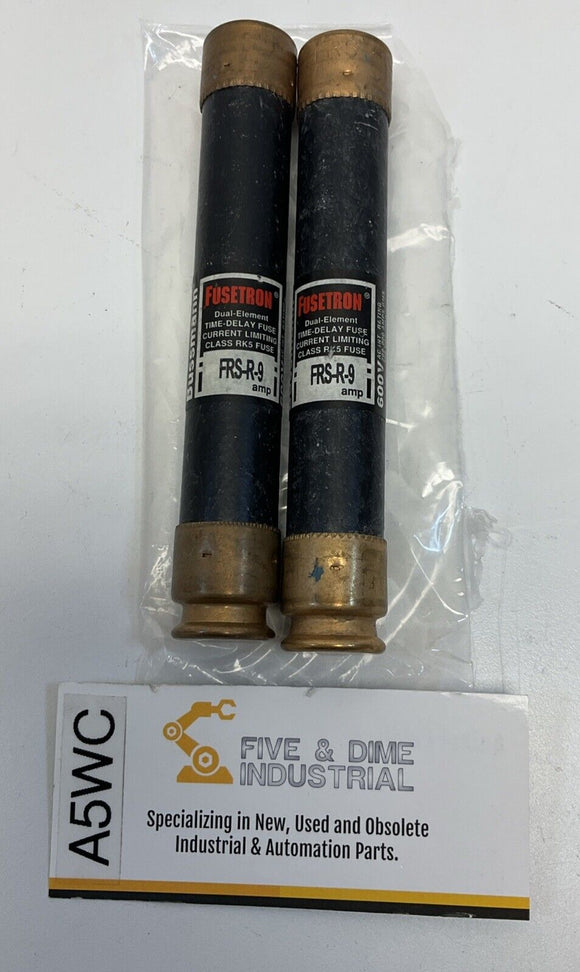 Bussmann
FUSETRON®
Dual-Element
TIME-DELAY FUSE
CURRENT LIMITING
CLASS RK5 FUSE
FRS-R-9
amp
FUSETRON®
Dual-Element
TIME-DELAY FUSE
CURRENT LIMITING
CLASS RK5 FUSE
FRS-R-9
amp
600V
A5WC
FIVE & DIME
INDUSTRIAL
Specializing in New, Used and Obsolete
Industrial & Automation Parts.